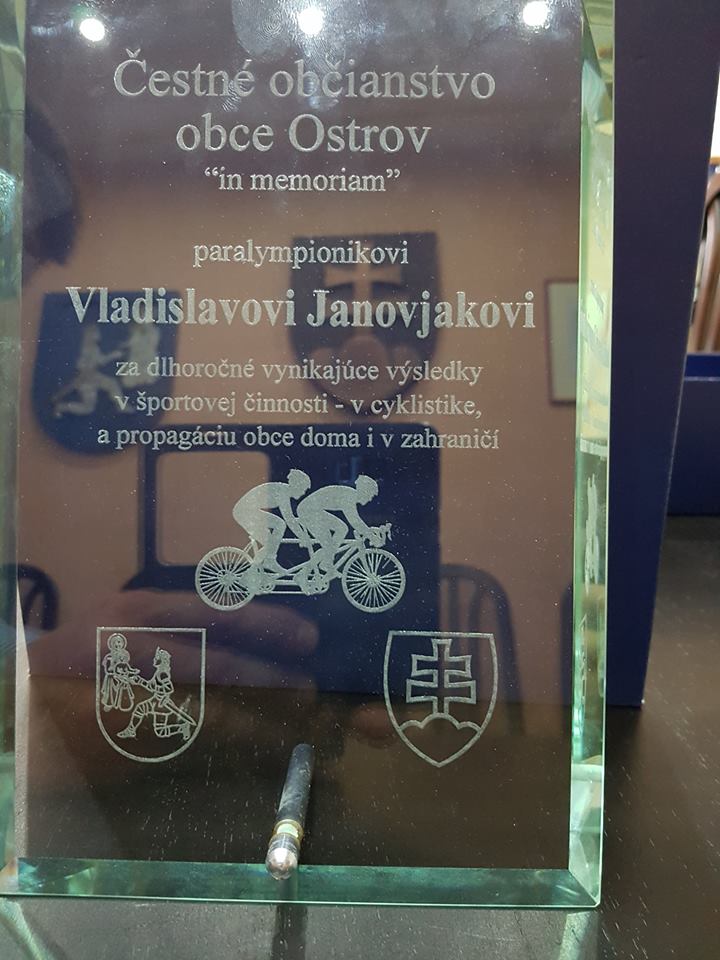 Čestné občianstvo
obce Ostrov
“in memoriam”
paralympionikovi
Vladislavovi Janovjakovi
za dlhoročné vynikajúce výsledky
v športovej činnosti - v cyklistike,
a propagáciu obce doma i v zahraničí